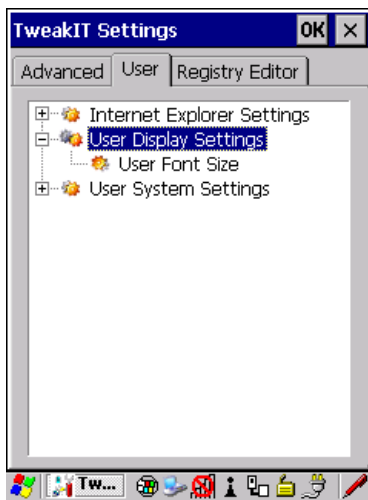 TweakIT Settings OK ×
Advanced User Registry Editor
Internet Explorer Settings
User Display Settings
User Font Size
User System Settings
Tw...